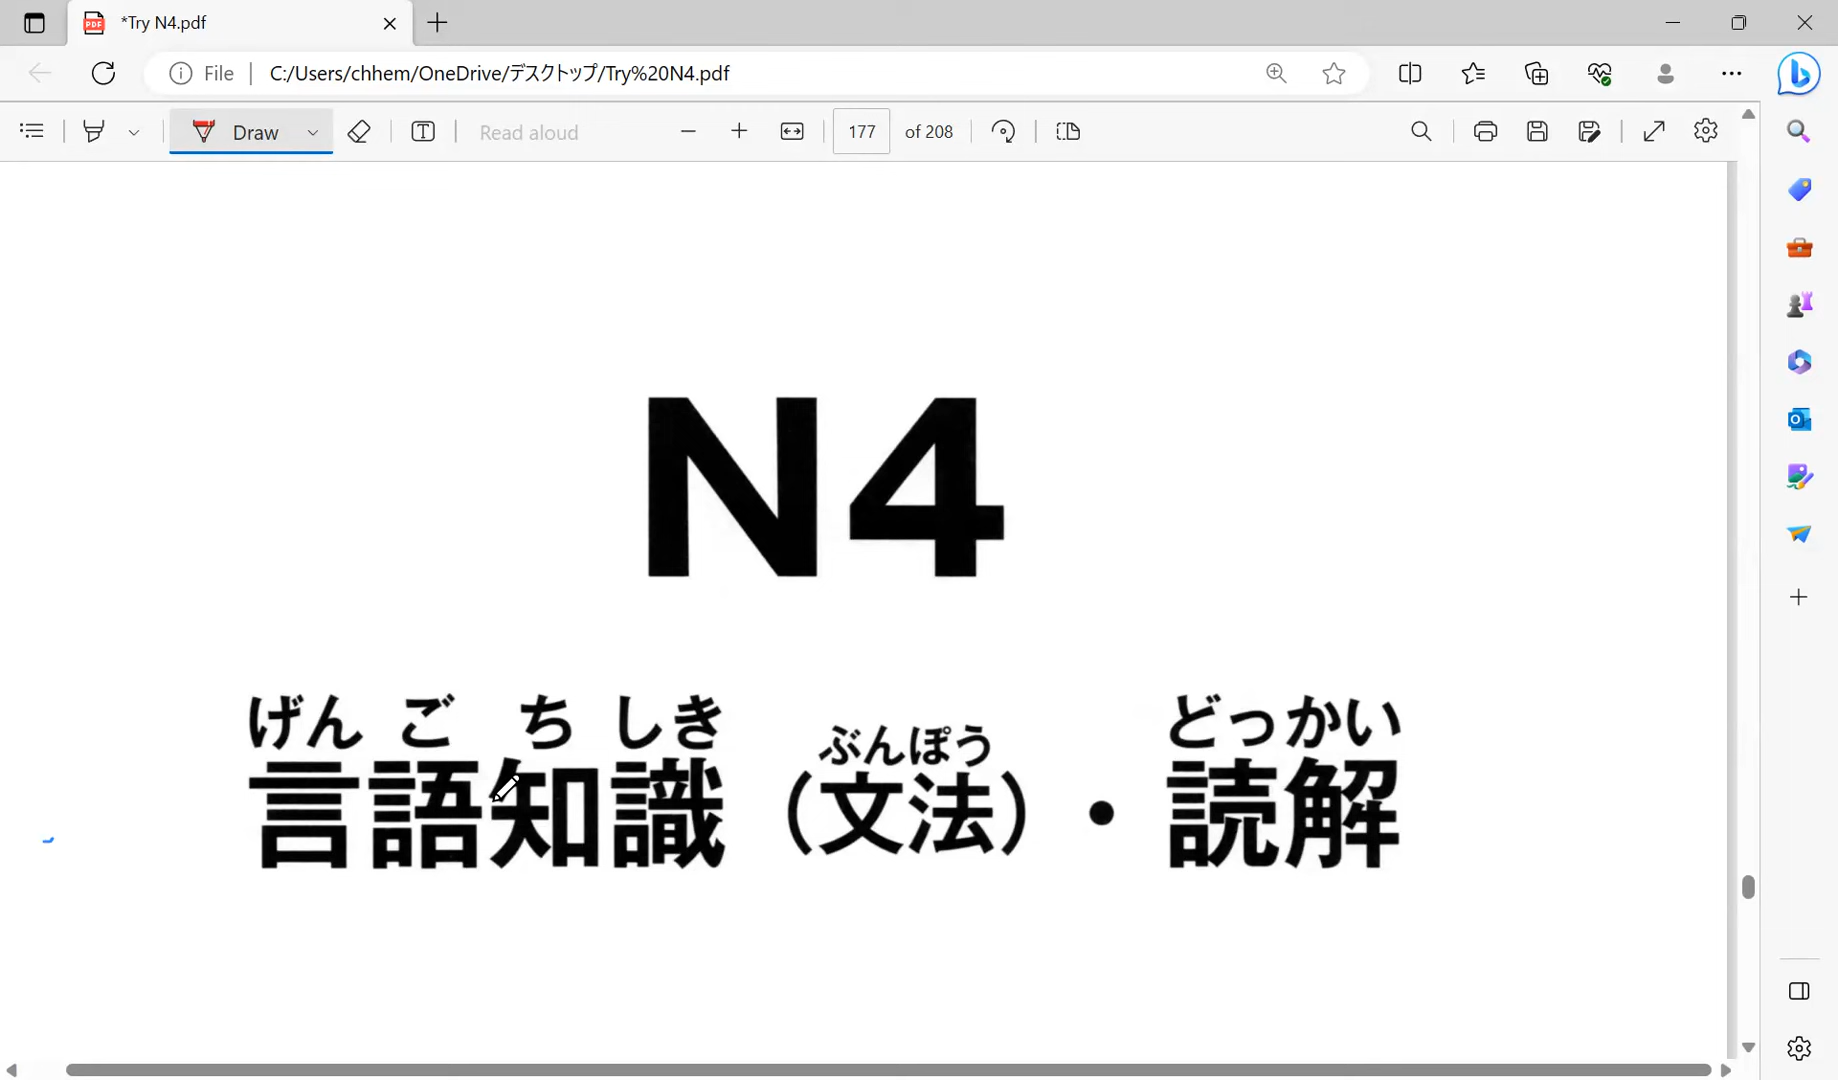 *Try N4.pdf
File
C:/Users/chhem/OneDrive/デスクトップ/Try%20N4.pdf
Draw
Read aloud
177 of 208
N4
げん ご ち しき
ぶんぽう
どっかい
言語知識（文法）・読解